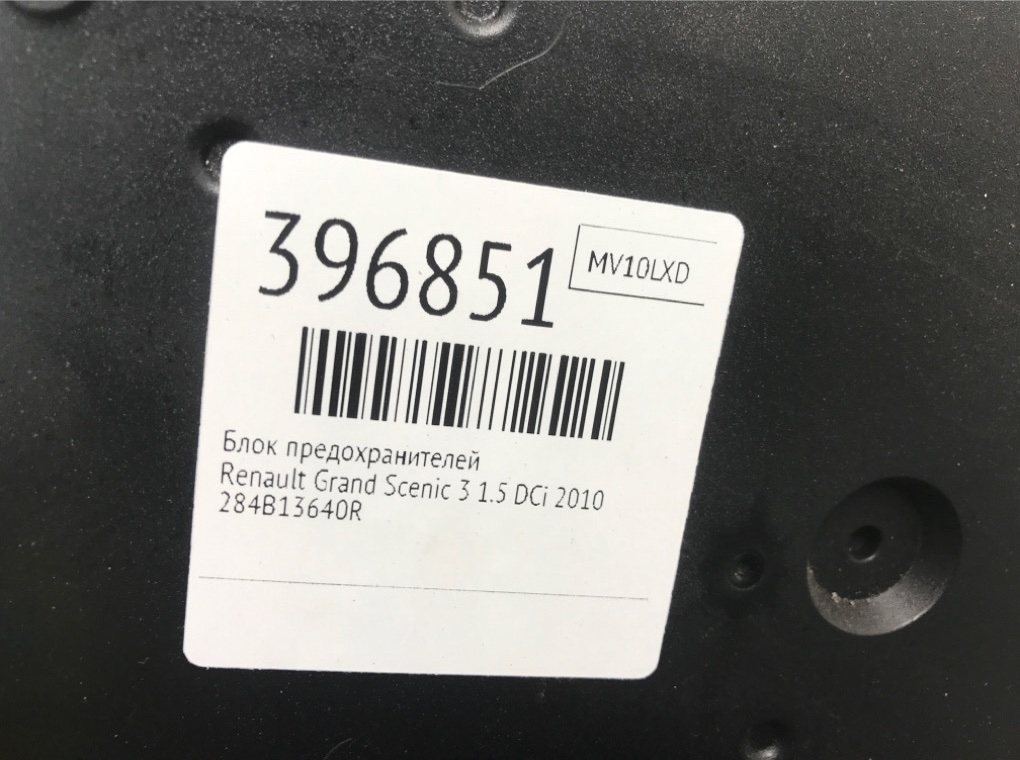 396851
MV10LXD
Блок предохранителей
Renault Grand Scenic 3 1.5 DCi 2010
284B13640R